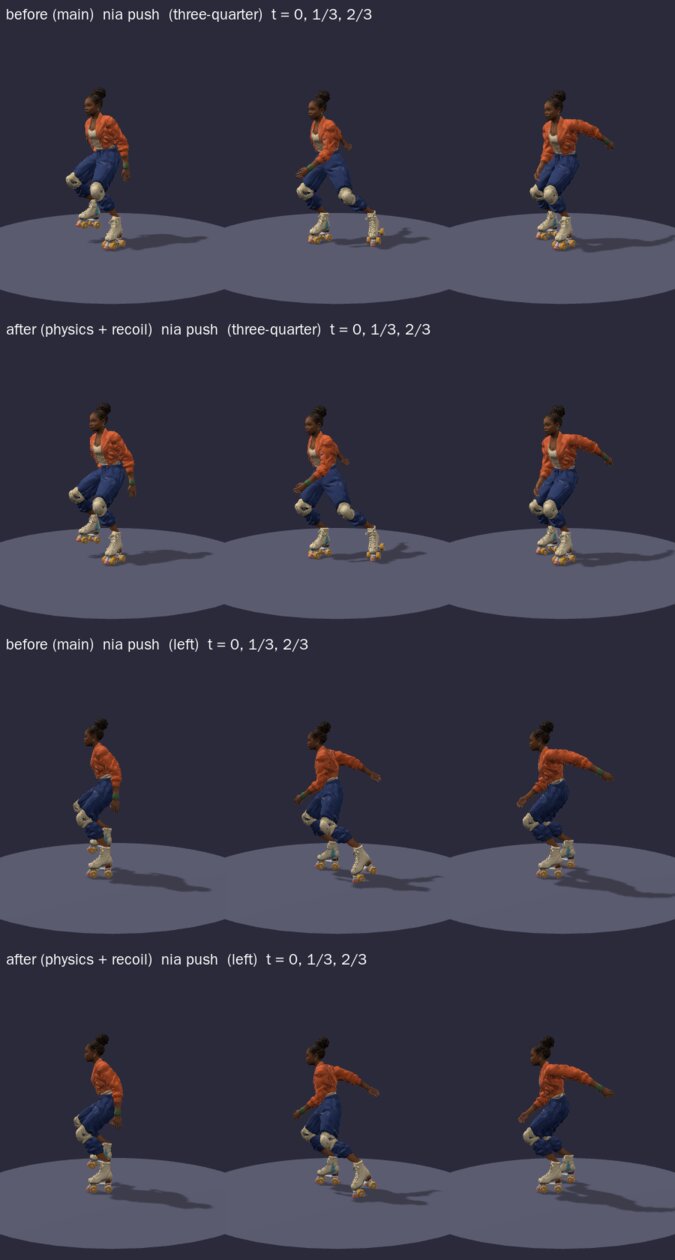 before (main)  nia push  (three-quarter)  t = 0, 1/3, 2/3
after (physics + recoil)  nia push  (three-quarter)  t = 0, 1/3, 2/3
before (main)  nia push  (left)  t = 0, 1/3, 2/3
after (physics + recoil)  nia push  (left)  t = 0, 1/3, 2/3